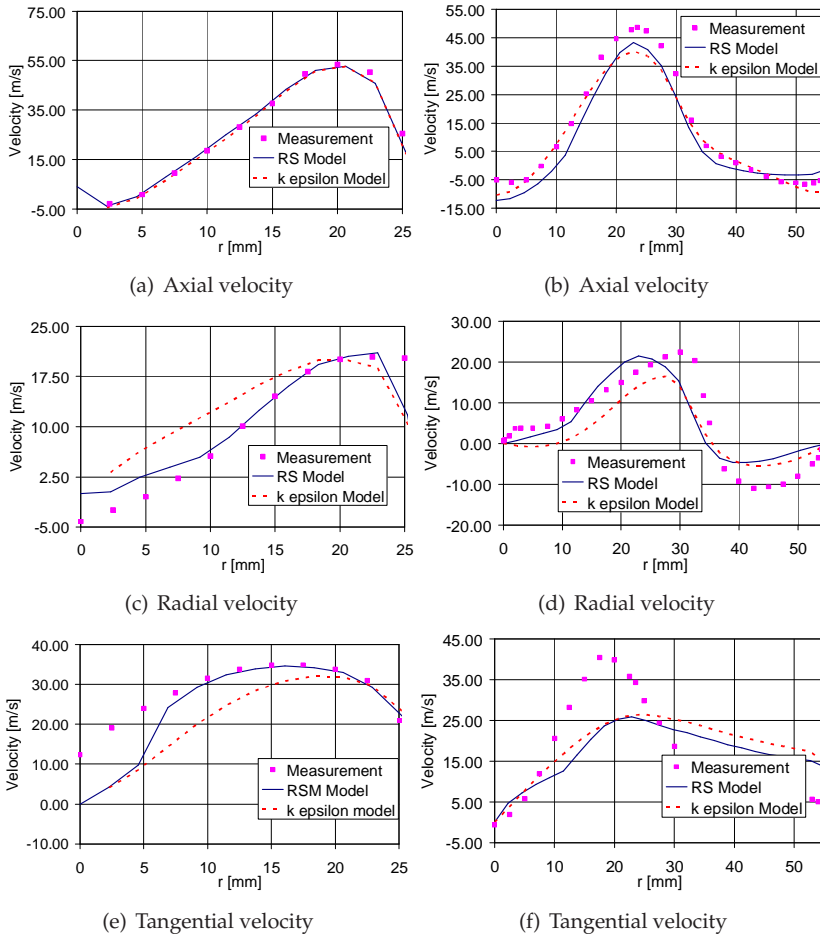 75.00
55.00
35.00
15.00
-5.00
Velocity [m/s]
0 5 10 15 20 25
r [mm]
Measurement
RS Model
k epsilon Model
(a) Axial velocity
55.00
45.00
35.00
25.00
15.00
5.00
-5.00
-15.00
Velocity [m/s]
0 10 20 30 40 50
r [mm]
Measurement
RS Model
k epsilon Model
(b) Axial velocity
25.00
17.50
10.00
2.50
-5.00
Velocity [m/s]
0 5 10 15 20 25
r [mm]
Measurement
RS Model
k epsilon Model
(c) Radial velocity
30.00
20.00
10.00
0.00
-10.00
-20.00
Velocity [m/s]
0 10 20 30 40 50
r [mm]
Measurement
RS Model
k epsilon Model
(d) Radial velocity
40.00
30.00
20.00
10.00
0.00
-10.00
Velocity [m/s]
0 5 10 15 20 25
r [mm]
Measurement
RSM Model
k epsilon model
(e) Tangential velocity
45.00
35.00
25.00
15.00
5.00
-5.00
Velocity [m/s]
0 10 20 30 40 50
r [mm]
Measurement
RS Model
k epsilon Model
(f) Tangential velocity